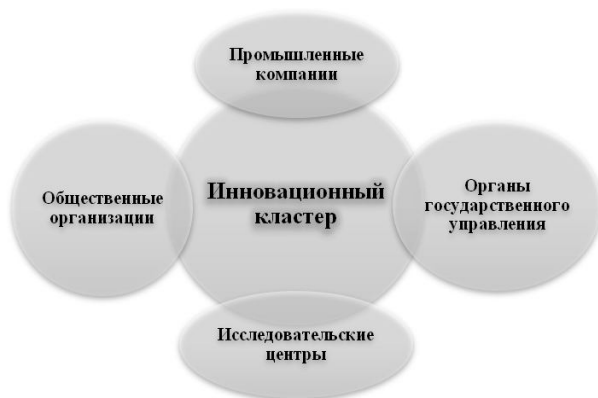 Промышленные
компании
Общественные
организации
Инновационный
кластер
Органы
государственного
управления
Исследовательские
центры